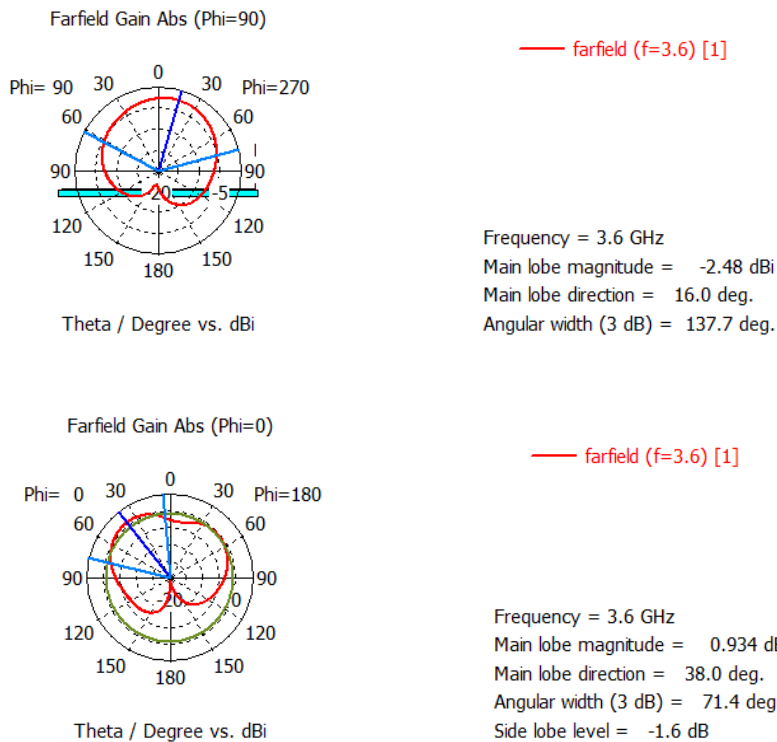 Farfield Gain Abs (Phi=90)
farfield (f=3.6) [1]
Phi= 90 30 0 30 Phi=270
60 60
90 90
20 -5
120 120
150 180 150
Theta / Degree vs. dBi
Frequency = 3.6 GHz
Main lobe magnitude = -2.48 dBi
Main lobe direction = 16.0 deg.
Angular width (3 dB) = 137.7 deg.
Farfield Gain Abs (Phi=0)
farfield (f=3.6) [1]
Phi= 0 30 0 30 Phi=180
60 60
90 90
0
120 120
150 180 150
Theta / Degree vs. dBi
Frequency = 3.6 GHz
Main lobe magnitude = 0.934 dB
Main lobe direction = 38.0 deg.
Angular width (3 dB) = 71.4 deg
Side lobe level = -1.6 dB